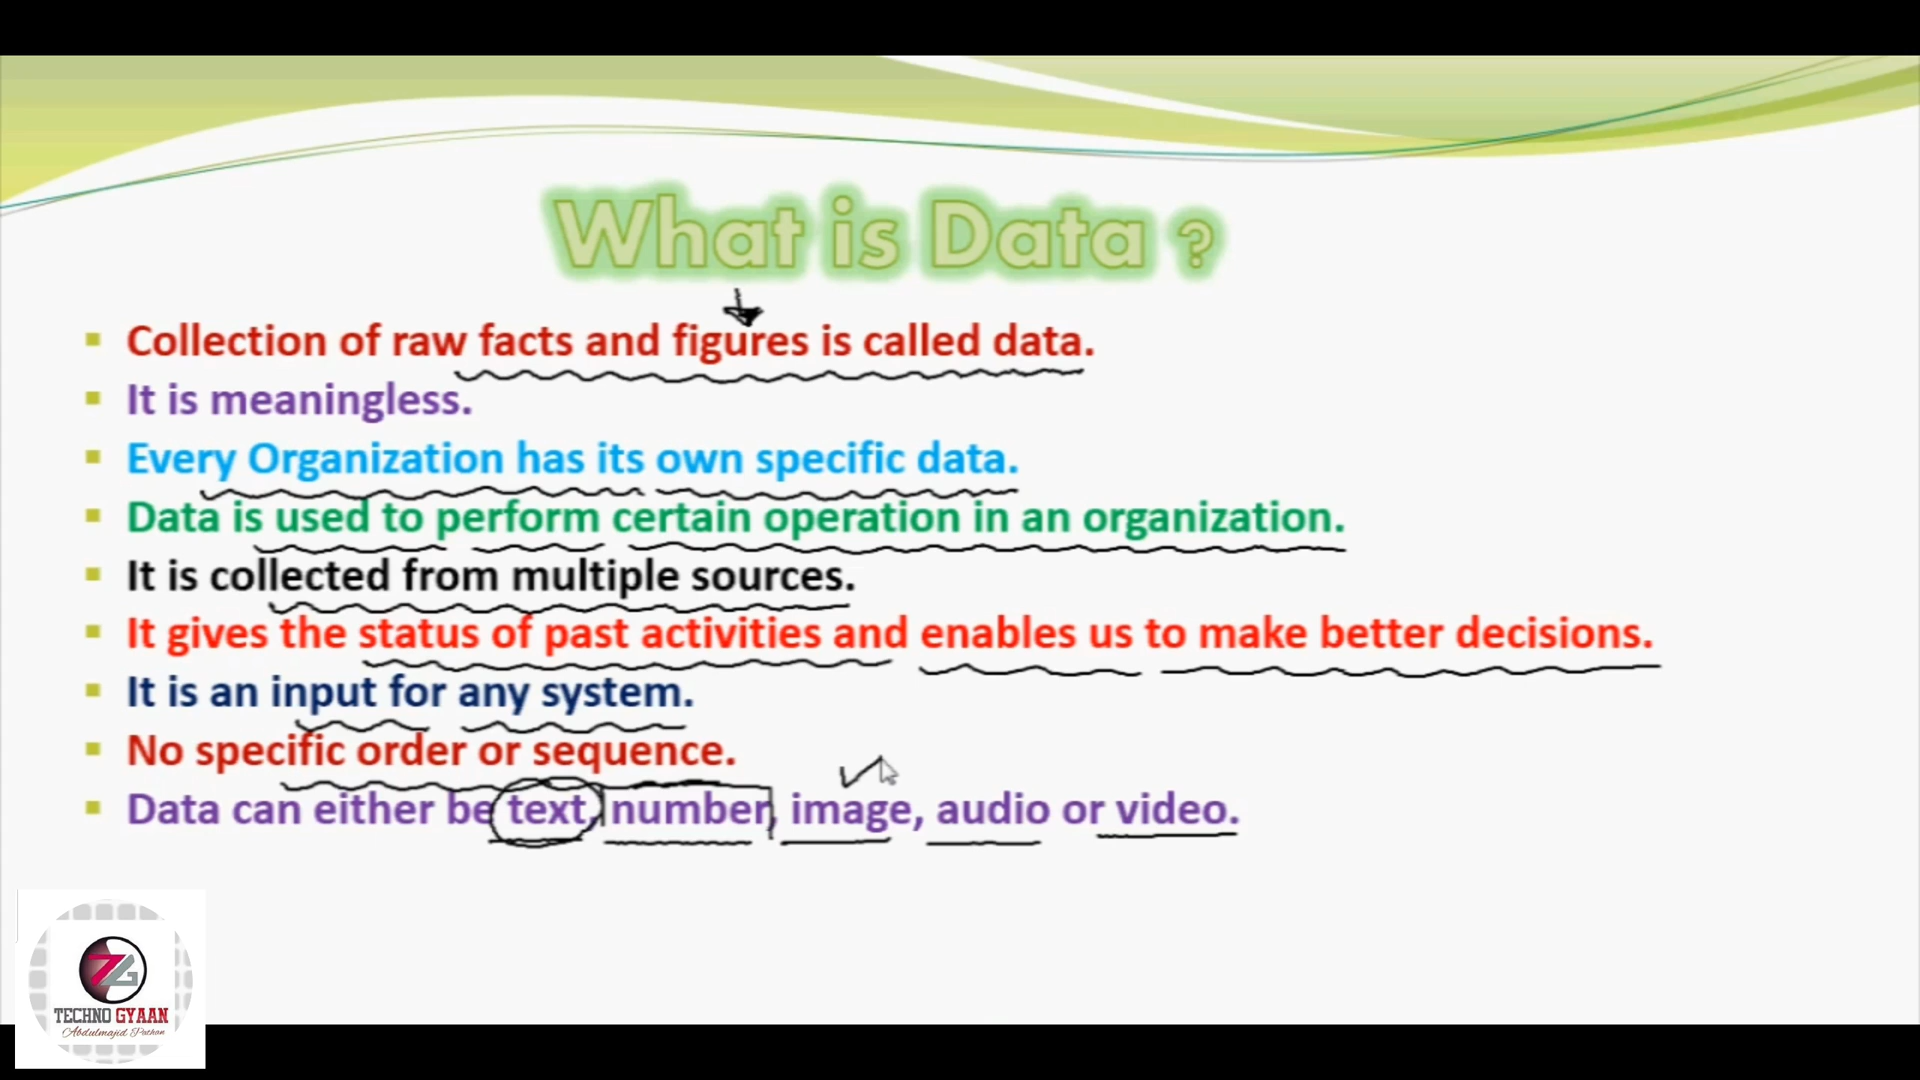 What is Data ?
Collection of raw facts and figures is called data.
It is meaningless.
Every Organization has its own specific data.
Data is used to perform certain operation in an organization.
It is collected from multiple sources.
It gives the status of past activities and enables us to make better decisions.
It is an input for any system.
No specific order or sequence.
Data can either be text, number, image, audio or video.
ZG
TECHNO GYAAN
Abdulmajid Pathan